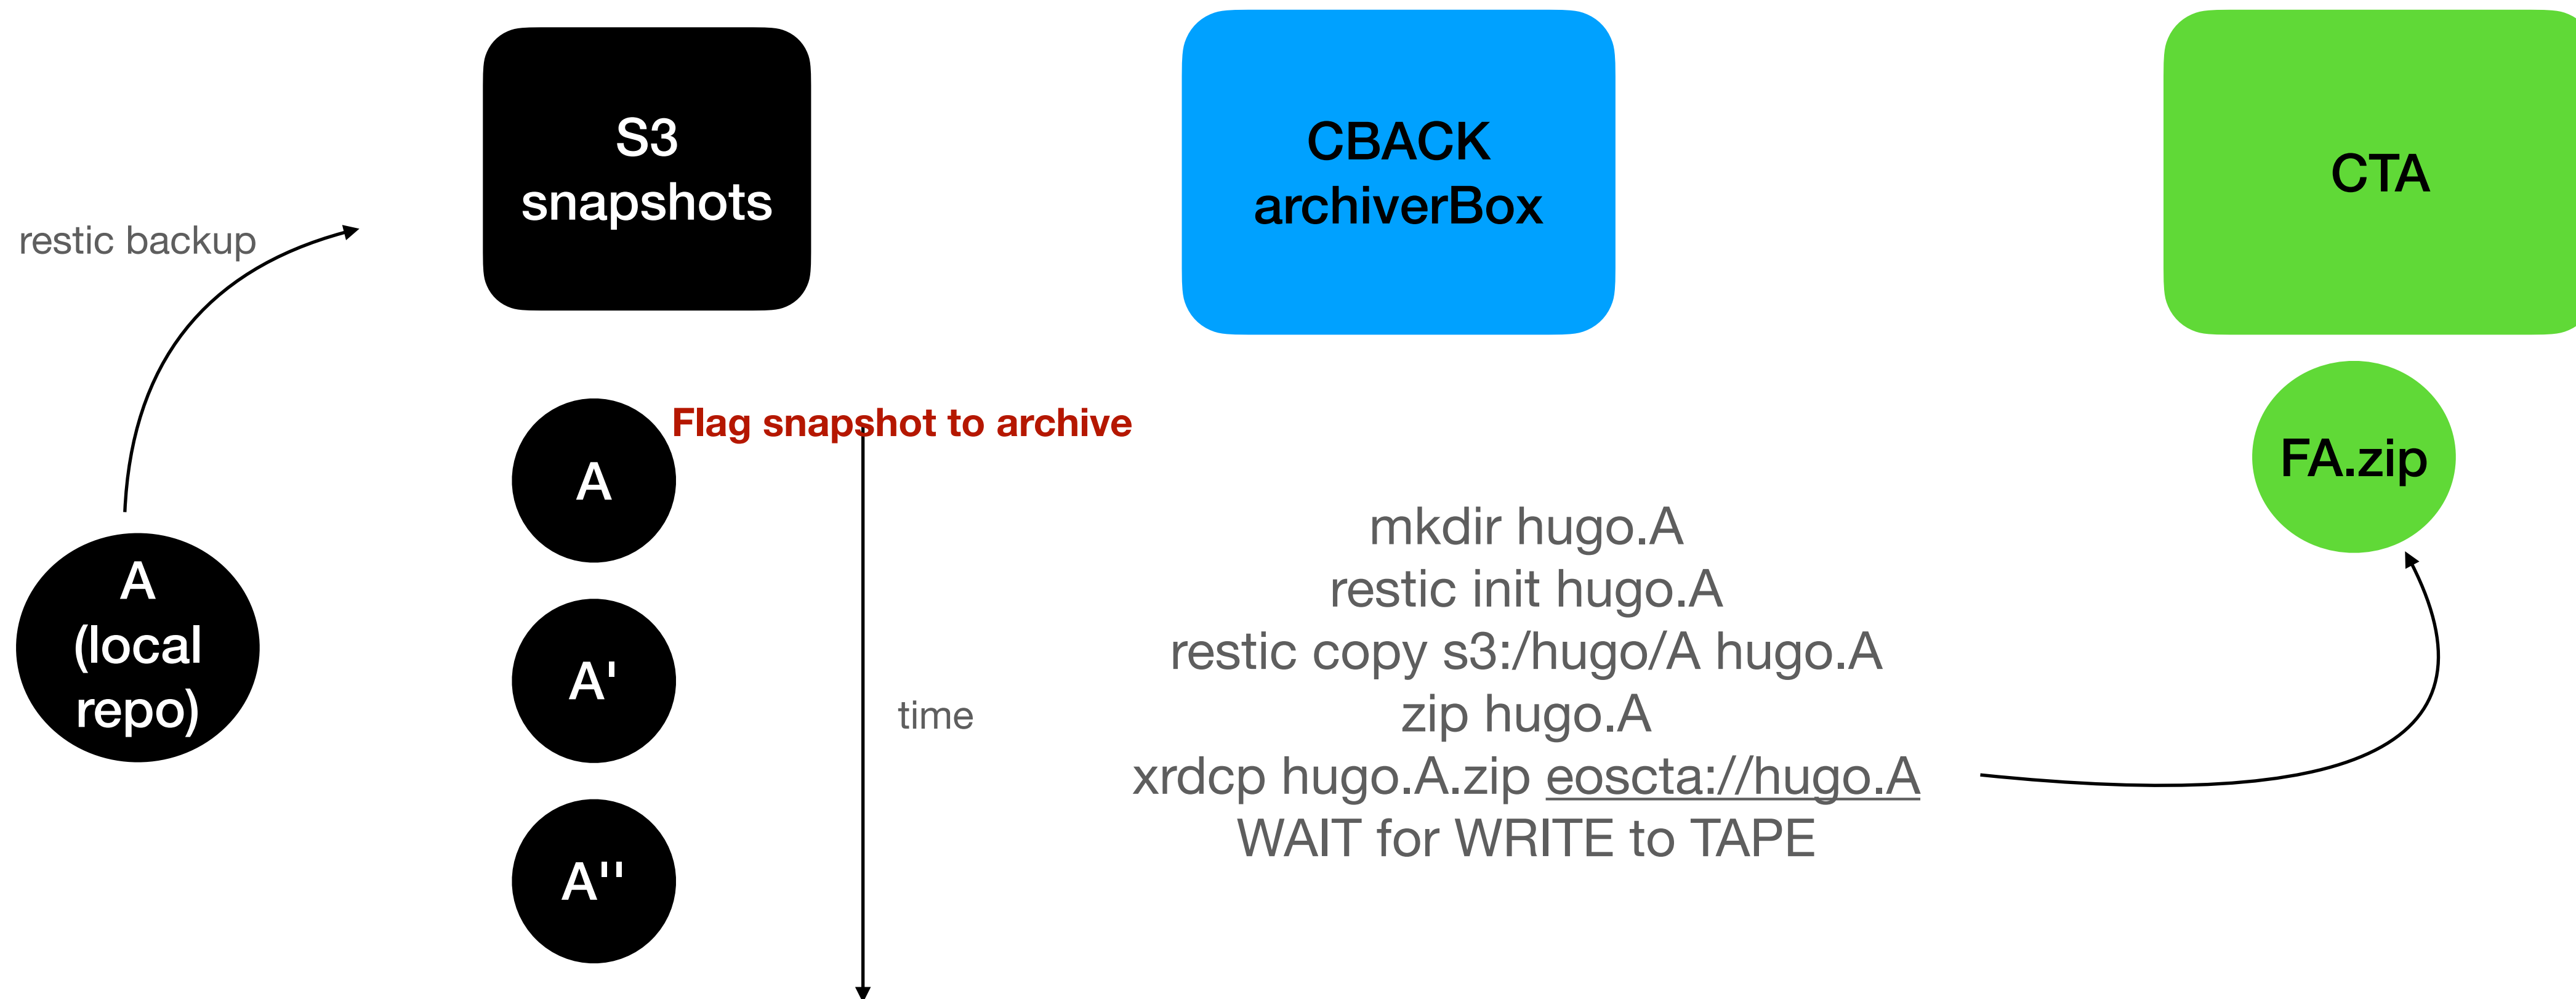 S3
snapshots
CBACK
archiverBox
CTA
restic backup
Flag snapshot to archive
A
A
(local
repo)
A'
A''
time
mkdir hugo.A
restic init hugo.A
restic copy s3:/hugo/A hugo.A
zip hugo.A
xrdcp hugo.A.zip eoscta://hugo.A
WAIT for WRITE to TAPE
FA.zip